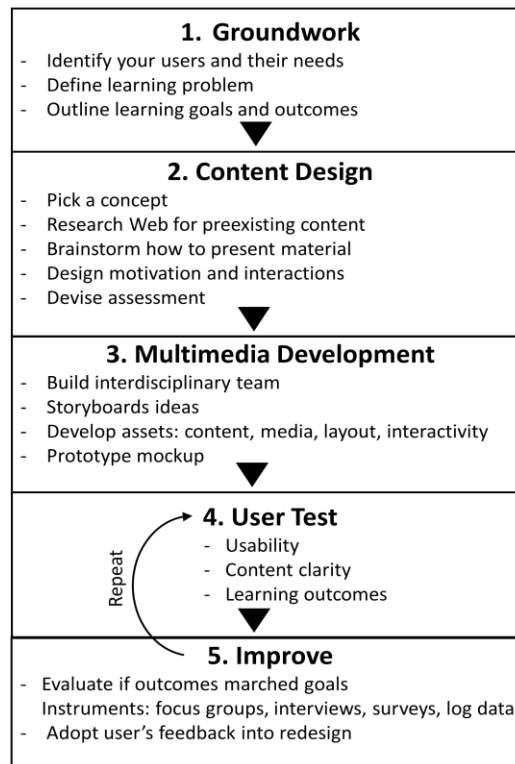 1. Groundwork
- Identify your users and their needs
- Define learning problem
- Outline learning goals and outcomes
2. Content Design
- Pick a concept
- Research Web for preexisting content
- Brainstorm how to present material
- Design motivation and interactions
- Devise assessment
3. Multimedia Development
- Build interdisciplinary team
- Storyboards ideas
- Develop assets: content, media, layout, interactivity
- Prototype mockup
4. User Test
- Usability
- Content clarity
- Learning outcomes
Repeat
5. Improve
- Evaluate if outcomes marched goals
Instruments: focus groups, interviews, surveys, log data
- Adopt user's feedback into redesign